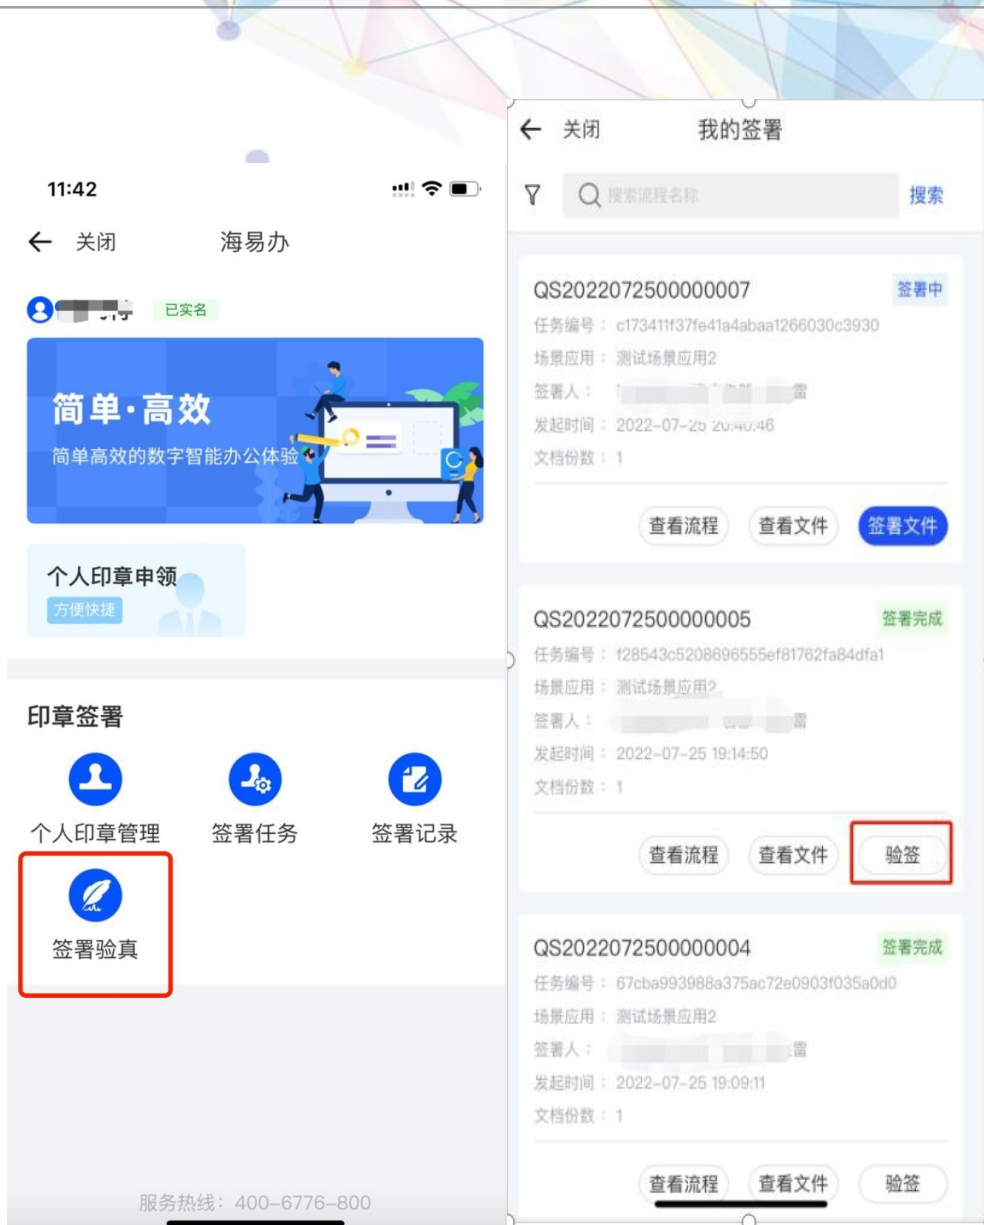 11:42
关闭
海易办
已实名
简单·高效
简单高效的数字智能办公体验
个人印章申领
方便快捷
印章签署
个人印章管理
签署任务
签署记录
签署验真
服务热线：400-6776-800
关闭
我的签署
搜索流程名称
搜索
QS2022072500000007
签署中
任务编号： c173411f37fe41a4abaa1266030c3930
场景应用： 测试场景应用2
签署人： 雷
发起时间： 2022-07-25 20:40:46
文档份数： 1
查看流程
查看文件
签署文件
QS2022072500000005
签署完成
任务编号： f28543c5208696555ef81762fa84dfa1
场景应用： 测试场景应用2
签署人： 雷
发起时间： 2022-07-25 19:14:50
文档份数： 1
查看流程
查看文件
验签
QS2022072500000004
签署完成
任务编号： 67cba993988a375ac72e0903f035a0d0
场景应用： 测试场景应用2
签署人： 雷
发起时间： 2022-07-25 19:09:11
文档份数： 1
查看流程
查看文件
验签